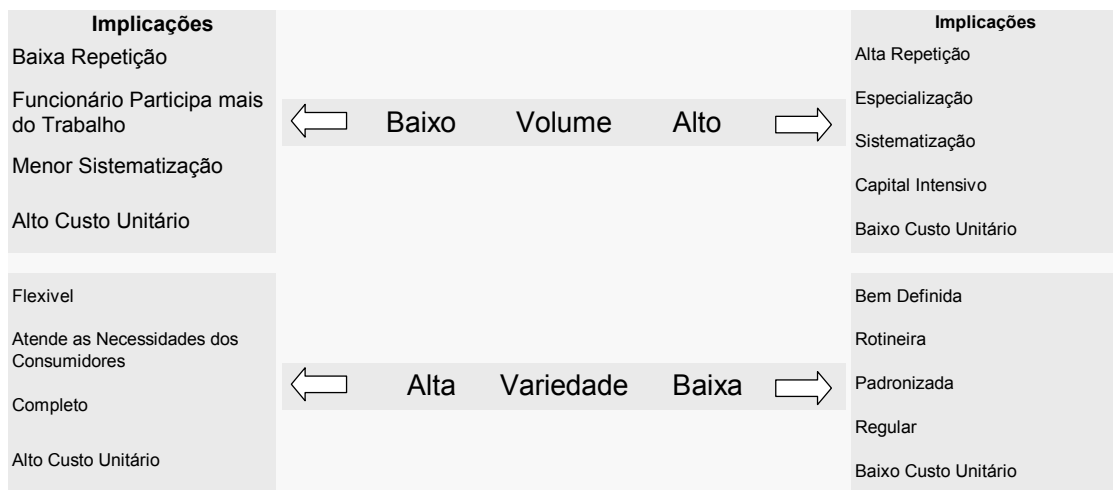 Implicações
Baixa Repetição
Funcionário Participa mais
do Trabalho
Menor Sistematização
Alto Custo Unitário
Baixo Volume Alto
Implicações
Alta Repetição
Especialização
Sistematização
Capital Intensivo
Baixo Custo Unitário
Flexivel
Atende as Necessidades dos
Consumidores
Completo
Alto Custo Unitário
Alta Variedade Baixa
Bem Definida
Rotineira
Padronizada
Regular
Baixo Custo Unitário